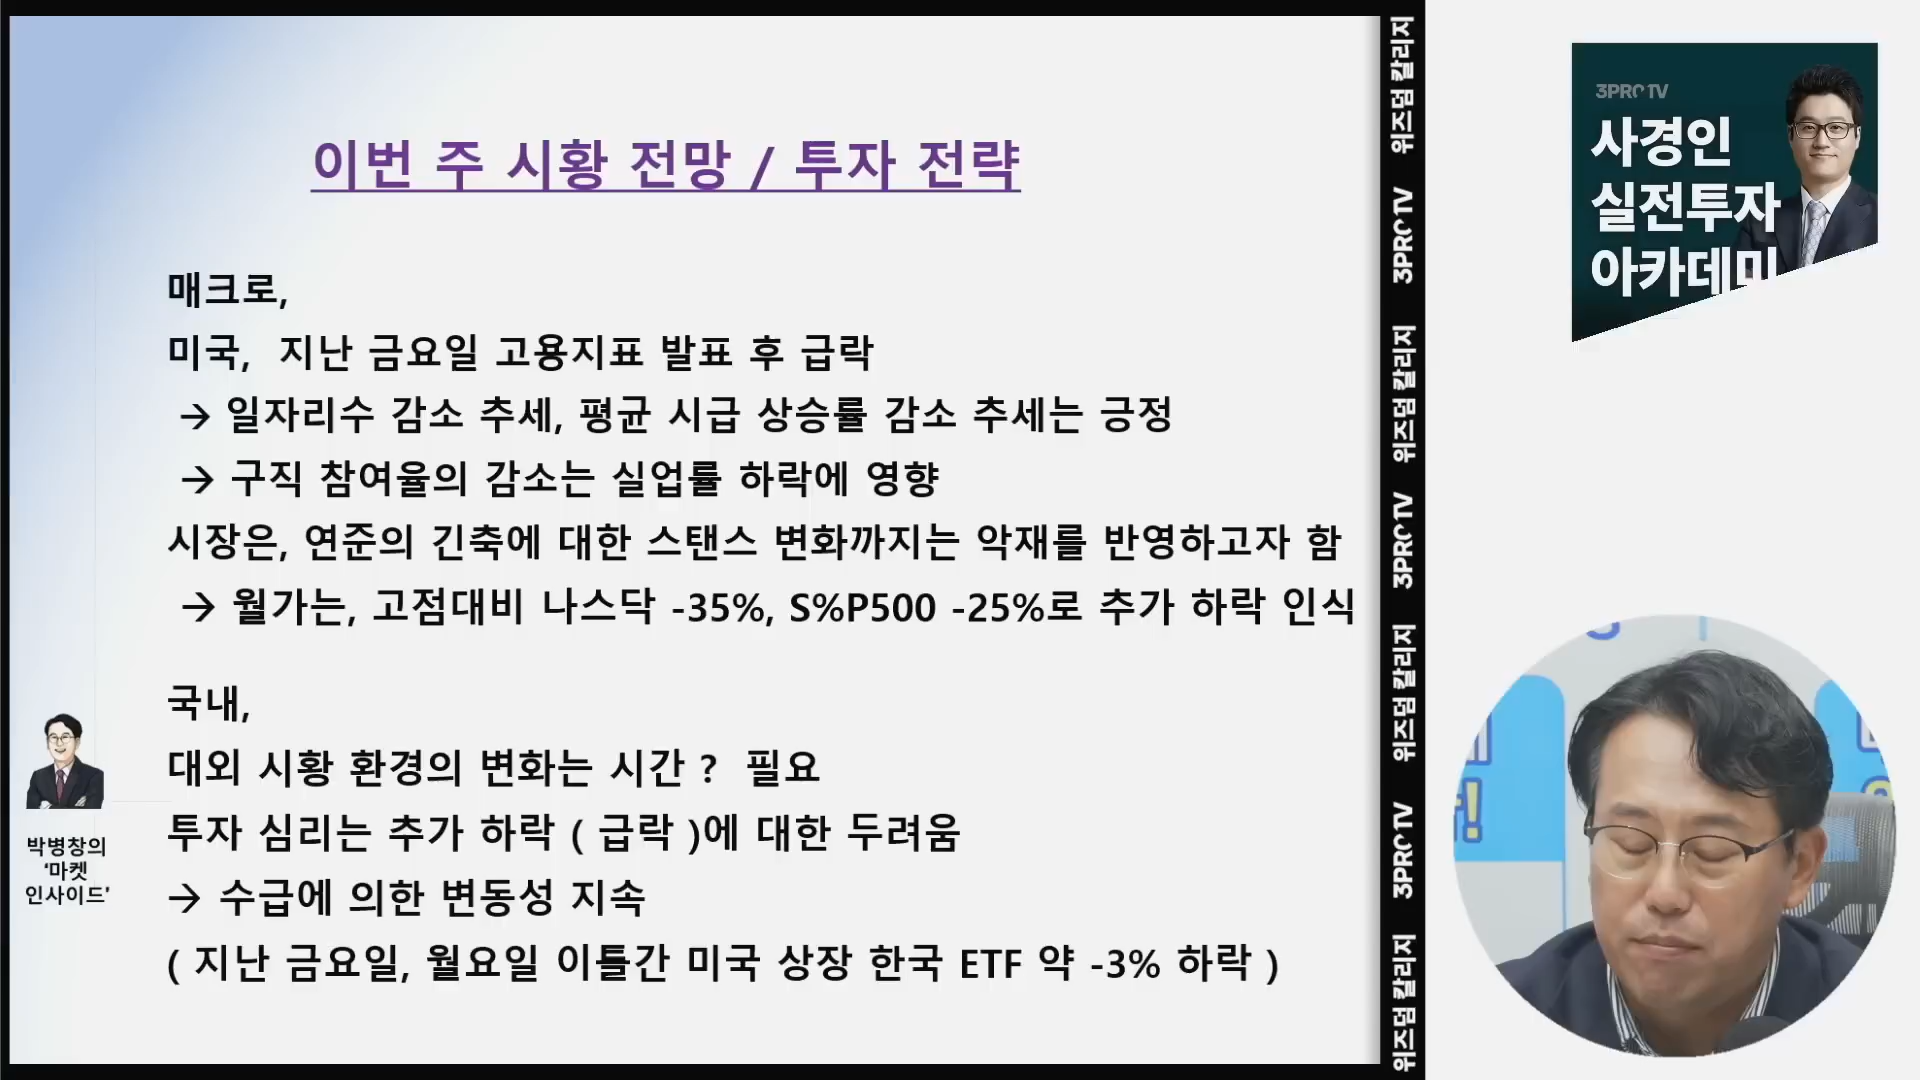 이번 주 시황 전망 / 투자 전략
매크로,
미국, 지난 금요일 고용지표 발표 후 급락
→ 일자리수 감소 추세, 평균 시급 상승률 감소 추세는 긍정
→ 구직 참여율의 감소는 실업률 하락에 영향
시장은, 연준의 긴축에 대한 스탠스 변화까지는 악재를 반영하고자 함
→ 월가는, 고점대비 나스닥 -35%, S%P500 -25%로 추가 하락 인식
국내,
대외 시황 환경의 변화는 시간 ? 필요
투자 심리는 추가 하락 ( 급락 )에 대한 두려움
→ 수급에 의한 변동성 지속
( 지난 금요일, 월요일 이틀간 미국 상장 한국 ETF 약 -3% 하락 )
박병창의
‘마켓
인사이드’
위즈덤 칼리지
3PRO TV
위즈덤 칼리지
3PRO TV
위즈덤 칼리지
3PRO TV
위즈덤 칼리지
3PRO TV
사경인
실전투자
아카데미